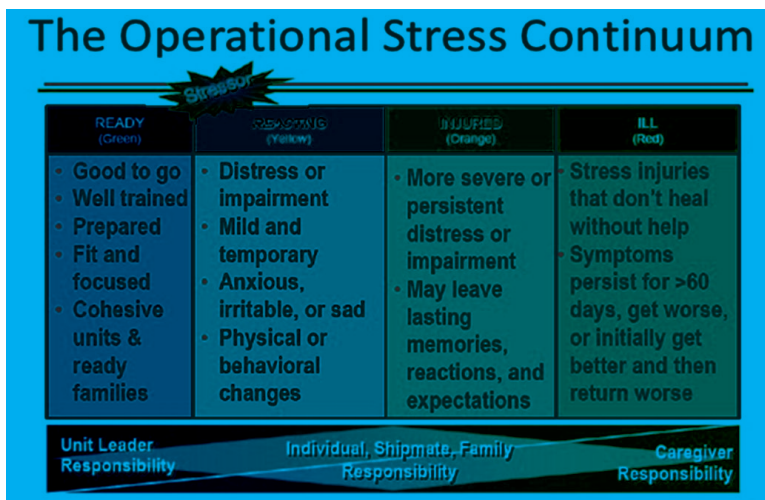 The Operational Stress Continuum
Stressor
READY
(Green)
REACTING
(Yellow)
INJURED
(Orange)
ILL
(Red)
• Good to go
• Well trained
• Prepared
• Fit and
focused
• Cohesive
units &
ready
families
• Distress or
impairment
• Mild and
temporary
• Anxious,
irritable, or sad
• Physical or
behavioral
changes
• More severe or
persistent
distress or
impairment
• May leave
lasting
memories,
reactions, and
expectations
• Stress injuries
that don't heal
without help
• Symptoms
persist for >60
days, get worse,
or initially get
better and then
return worse
Unit Leader
Responsibility
Individual, Shipmate, Family
Responsibility
Caregiver
Responsibility